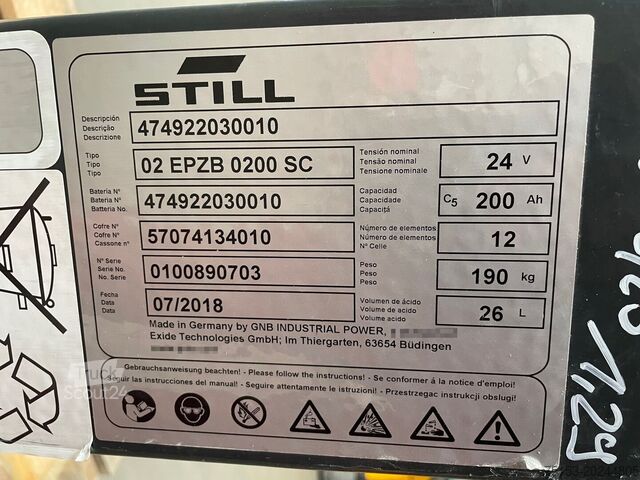 STILL
Descripción
Descrição
Descrizione
474922030010
Tipo
Tipo
Tipo
02 EPZB 0200 SC
Tensión nominal
Tensão nominal
Tensione nominale
24 V
Bateria Nº
Bateria Nº
Batteria No.
474922030010
Capacidad
Capacidade
Capacità
C5 200 Ah
Cofre Nº
Cofre Nº
Cassone n°
57074134010
Número de elementos
Número de elementos
N° Celle
12
Nº Serie
Serie No.
Serie No.
0100890703
Peso
Peso
Peso
190 kg
Fecha
Data
Data
07/2018
Volumen de ácido
Volume de ácido
Volume acido
26 L
Made in Germany by GNB INDUSTRIAL POWER,
Exide Technologies GmbH; Im Thiergarten, 63654 Büdingen
Gebrauchsanweisung beachten! - Please follow the instructions! - Se conformer á la notice d'emploi!
Seguir las instrucciones del manual! - Seguire attentamente le istruzioni! - Przestrzegac instrukcji obslugi!
Truck
Scout24
1,29